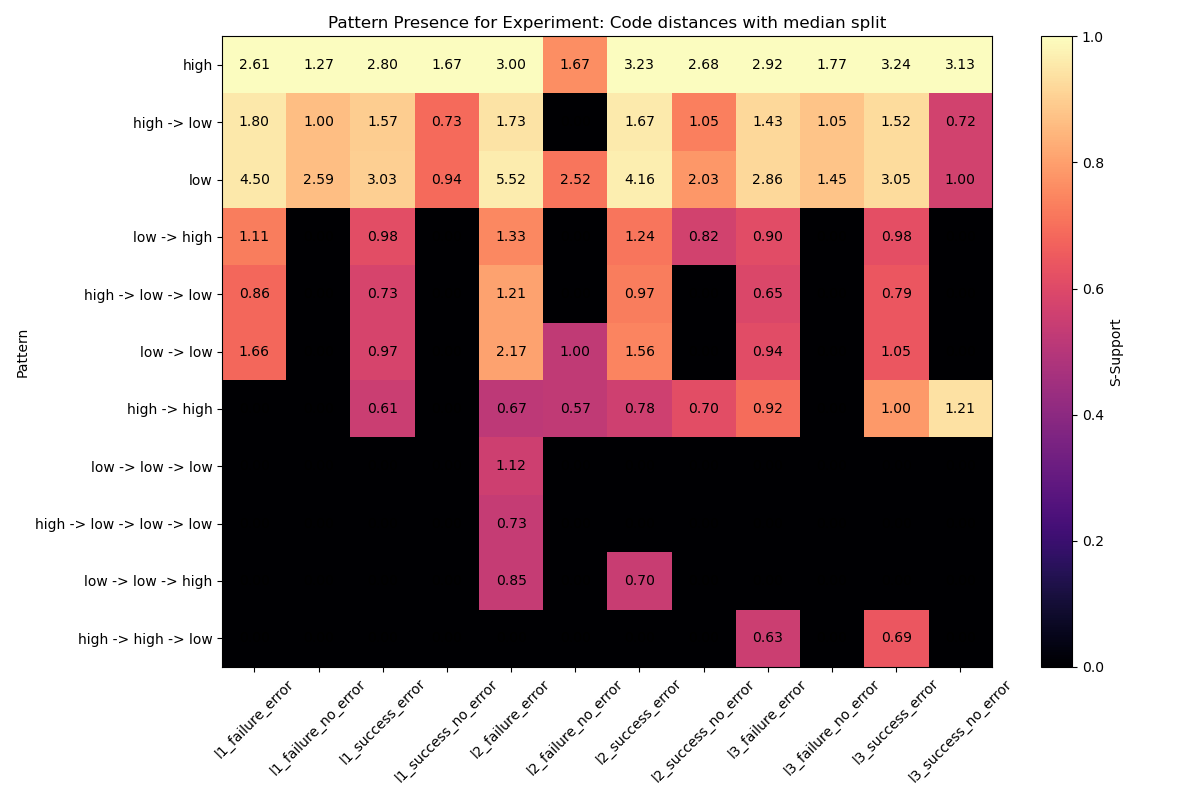 Pattern Presence for Experiment: Code distances with median split
Pattern
high 2.61 1.27 2.80 1.67 3.00 1.67 3.23 2.68 2.92 1.77 3.24 3.13
high -> low 1.80 1.00 1.57 0.73 1.73 1.67 1.05 1.43 1.05 1.52 0.72
low 4.50 2.59 3.03 0.94 5.52 2.52 4.16 2.03 2.86 1.45 3.05 1.00
low -> high 1.11 0.98 1.33 1.24 0.82 0.90 0.98
high -> low -> low 0.86 0.73 1.21 0.97 0.65 0.79
low -> low 1.66 0.97 2.17 1.00 1.56 0.94 1.05
high -> high 0.61 0.67 0.57 0.78 0.70 0.92 1.00 1.21
low -> low -> low 1.12
high -> low -> low -> low 0.73
low -> low -> high 0.85 0.70
high -> high -> low 0.63 0.69
l1_failure_error
l1_failure_no_error
l1_success_error
l1_success_no_error
l2_failure_error
l2_failure_no_error
l2_success_error
l2_success_no_error
l3_failure_error
l3_failure_no_error
l3_success_error
l3_success_no_error
1.0
0.8
0.6
0.4
0.2
0.0
S-Support